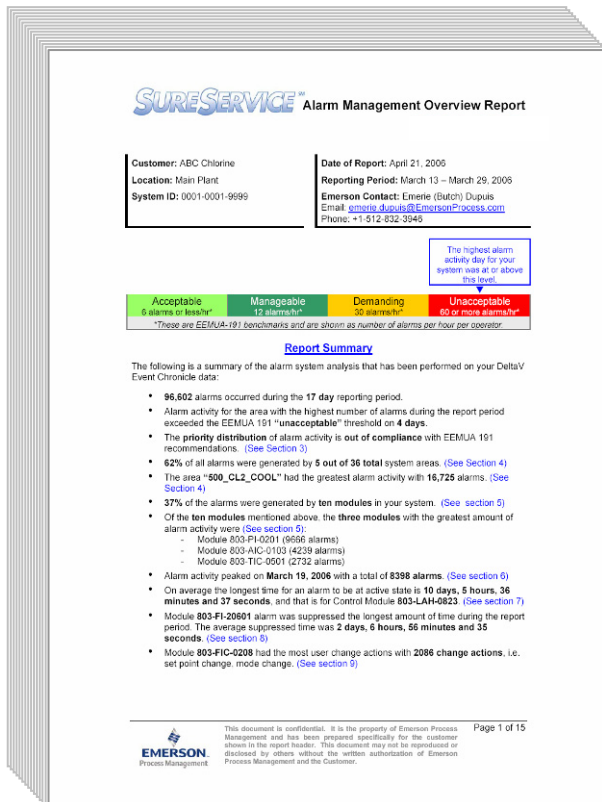 SURESERVICE℠ Alarm Management Overview Report
Customer: ABC Chlorine
Location: Main Plant
System ID: 0001-0001-9999
Date of Report: April 21, 2006
Reporting Period: March 13 – March 29, 2006
Emerson Contact: Emerie (Butch) Dupuis
Email: emerie.dupuis@EmersonProcess.com
Phone: +1-512-832-3946
The highest alarm
activity day for your
system was at or above
this level.
Acceptable Manageable Demanding Unacceptable
6 alarms or less/hr* 12 alarms/hr* 30 alarms/hr* 60 or more alarms/hr*
*These are EEMUA-191 benchmarks and are shown as number of alarms per hour per operator.
Report Summary
The following is a summary of the alarm system analysis that has been performed on your DeltaV
Event Chronicle data:
• 96,602 alarms occurred during the 17 day reporting period.
• Alarm activity for the area with the highest number of alarms during the report period
exceeded the EEMUA 191 “unacceptable” threshold on 4 days.
• The priority distribution of alarm activity is out of compliance with EEMUA 191
recommendations. (See Section 3)
• 62% of all alarms were generated by 5 out of 36 total system areas. (See Section 4)
• The area “500_CL2_COOL” had the greatest alarm activity with 16,725 alarms. (See
Section 4)
• 37% of the alarms were generated by ten modules in your system. (See section 5)
• Of the ten modules mentioned above, the three modules with the greatest amount of
alarm activity were (See section 5):
- Module 803-PI-0201 (9666 alarms)
- Module 803-AIC-0103 (4239 alarms)
- Module 803-TIC-0501 (2732 alarms)
• Alarm activity peaked on March 19, 2006 with a total of 8398 alarms. (See section 6)
• On average the longest time for an alarm to be at active state is 10 days, 5 hours, 36
minutes and 37 seconds, and that is for Control Module 803-LAH-0823. (See section 7)
• Module 803-FI-20601 alarm was suppressed the longest amount of time during the report
period. The average suppressed time was 2 days, 6 hours, 56 minutes and 35
seconds. (See section 8)
• Module 803-FIC-0208 had the most user change actions with 2086 change actions, i.e.
set point change, mode change. (See section 9)
EMERSON
Process Management
This document is confidential. It is the property of Emerson Process
Management and has been prepared specifically for the customer
shown in the report header. This document may not be reproduced or
disclosed by others without the written authorization of Emerson
Process Management and the Customer.
Page 1 of 15